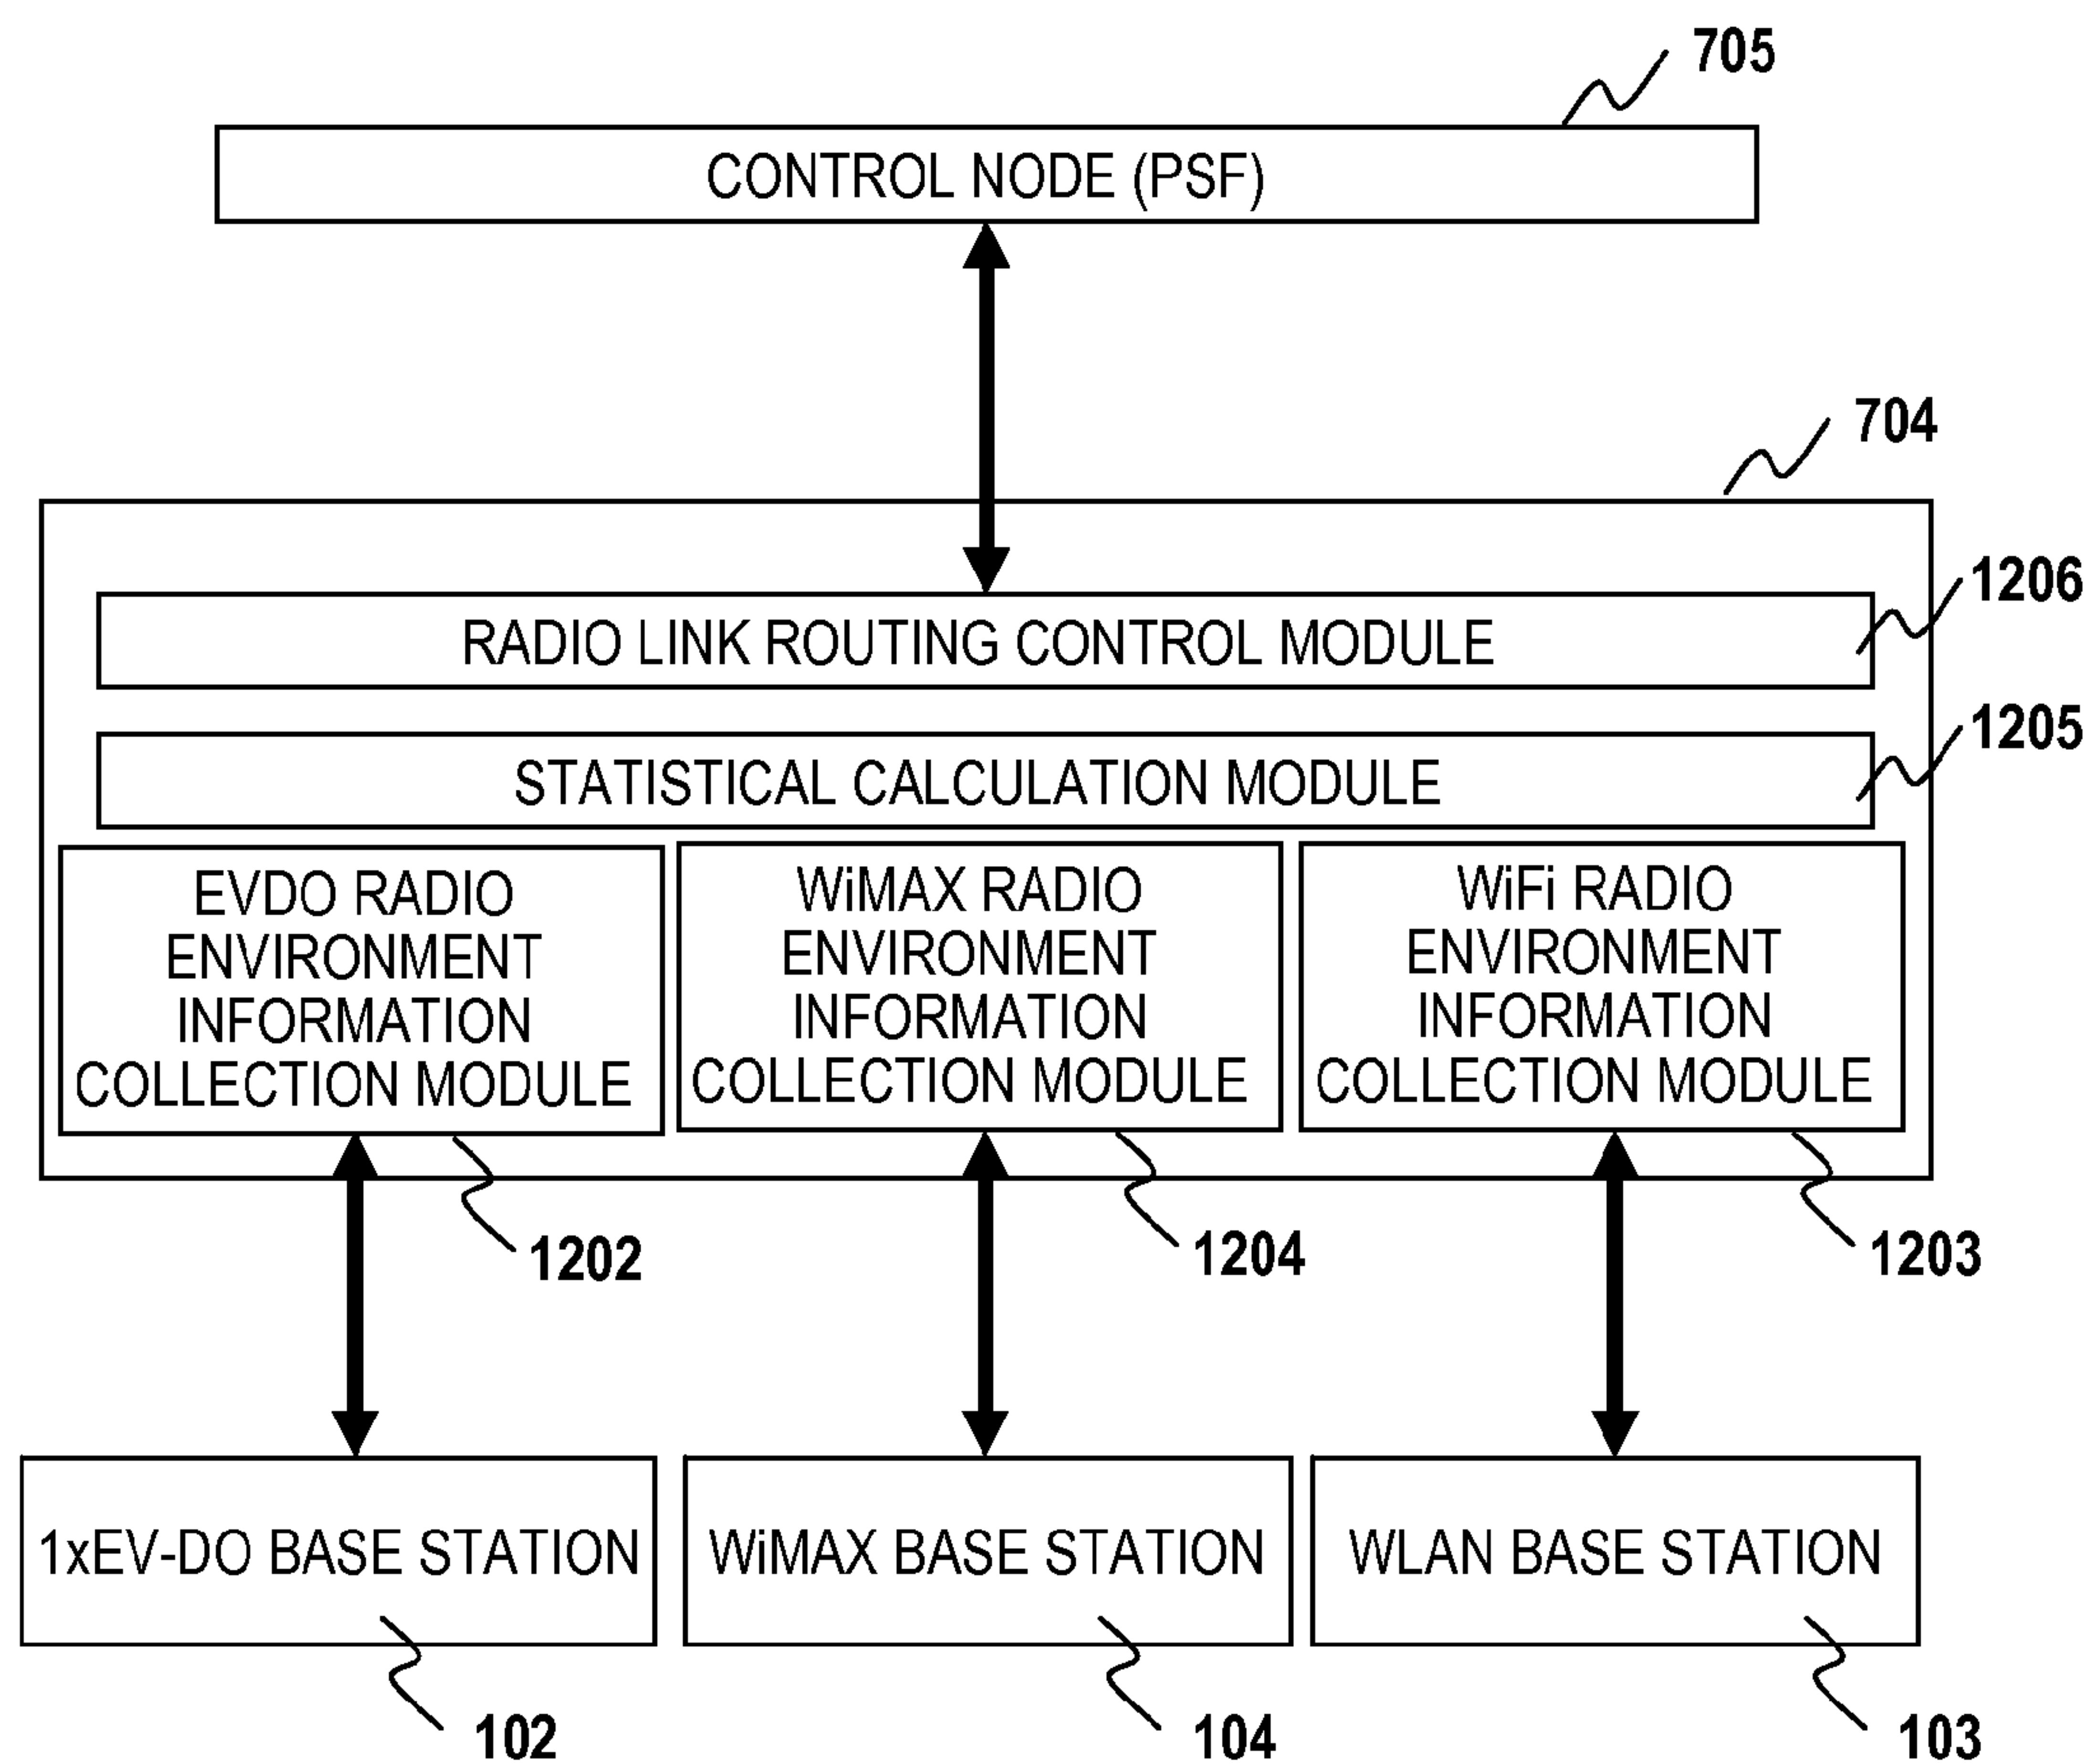 705
CONTROL NODE (PSF)
704
1206
RADIO LINK ROUTING CONTROL MODULE
1205
STATISTICAL CALCULATION MODULE
EVDO RADIO
ENVIRONMENT
INFORMATION
COLLECTION MODULE
WiMAX RADIO
ENVIRONMENT
INFORMATION
COLLECTION MODULE
WiFi RADIO
ENVIRONMENT
INFORMATION
COLLECTION MODULE
1202
1204
1203
1xEV-DO BASE STATION
WiMAX BASE STATION
WLAN BASE STATION
102
104
103